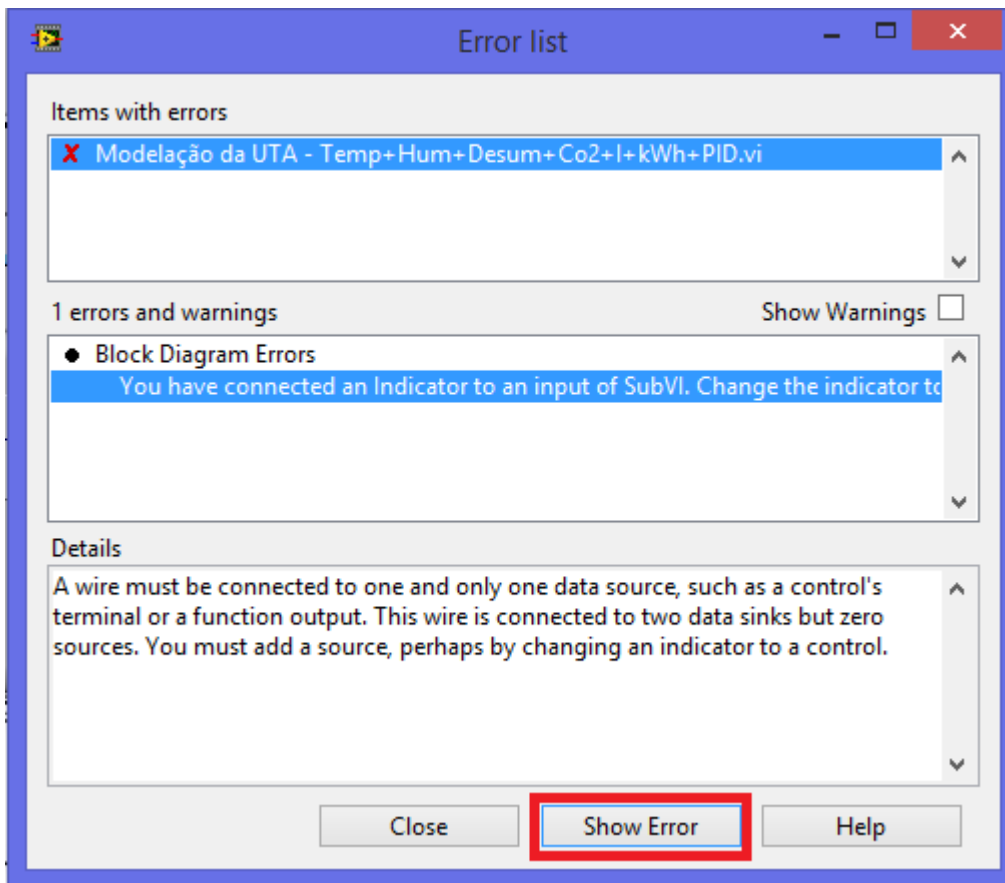 Error list
Items with errors
Modelação da UTA - Temp+Hum+Desum+Co2+I+kWh+PID.vi
1 errors and warnings
Show Warnings
Block Diagram Errors
You have connected an Indicator to an input of SubVI. Change the indicator to
Details
A wire must be connected to one and only one data source, such as a control's
terminal or a function output. This wire is connected to two data sinks but zero
sources. You must add a source, perhaps by changing an indicator to a control.
Close
Show Error
Help